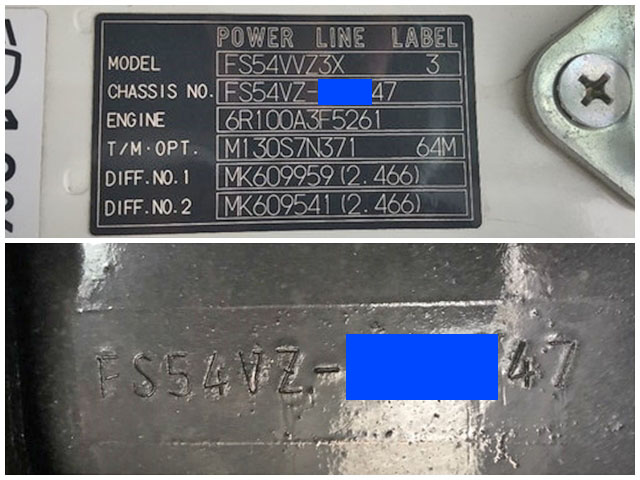 POWER LINE LABEL
MODEL FS54VVZ3X 3
CHASSIS NO. FS54VZ- 47
ENGINE 6R100A3F5261
T/M·OPT. M130S7N371 64M
DIFF.NO.1 MK609959(2.466)
DIFF.NO.2 MK609541(2.466)
FS54VZ- 47